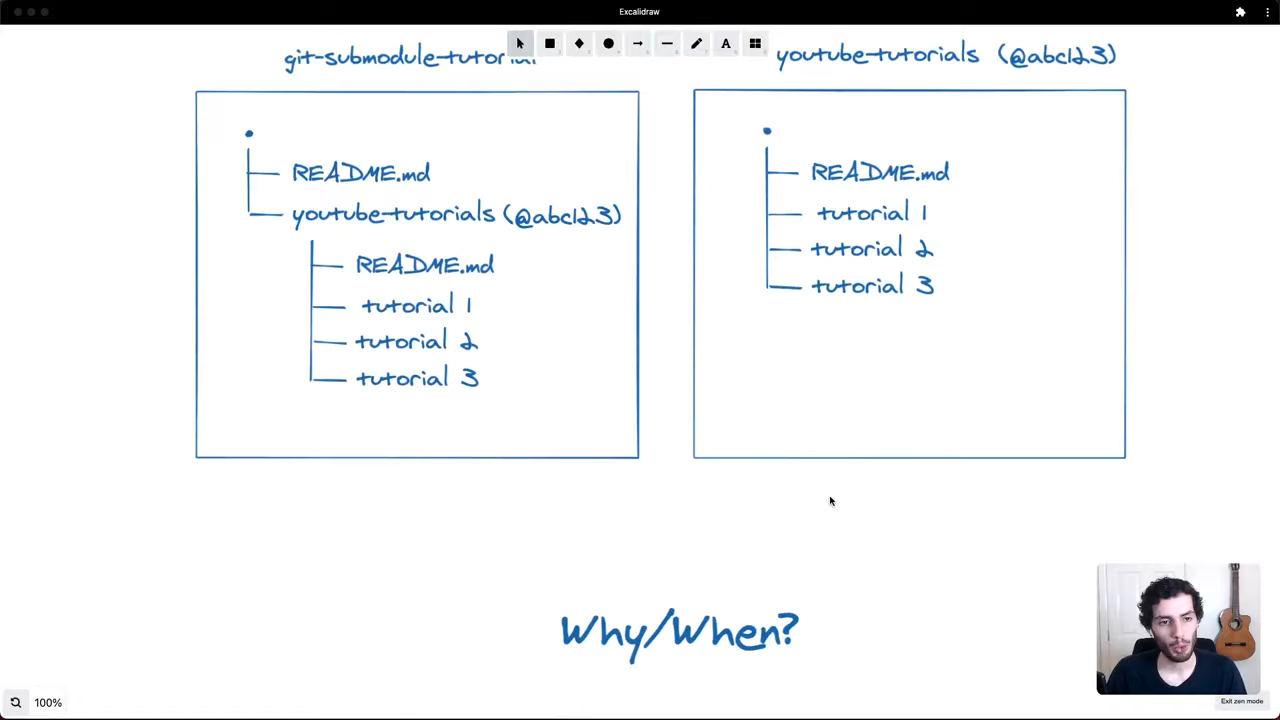 Excalidraw
git-submodule-tutorial
youtube-tutorials (@abc123)
A
README.md
youtube-tutorials (@abc123)
README.md
tutorial 1
tutorial 2
tutorial 3
README.md
tutorial 1
tutorial 2
tutorial 3
Why/When?
100%
Exit zen mode